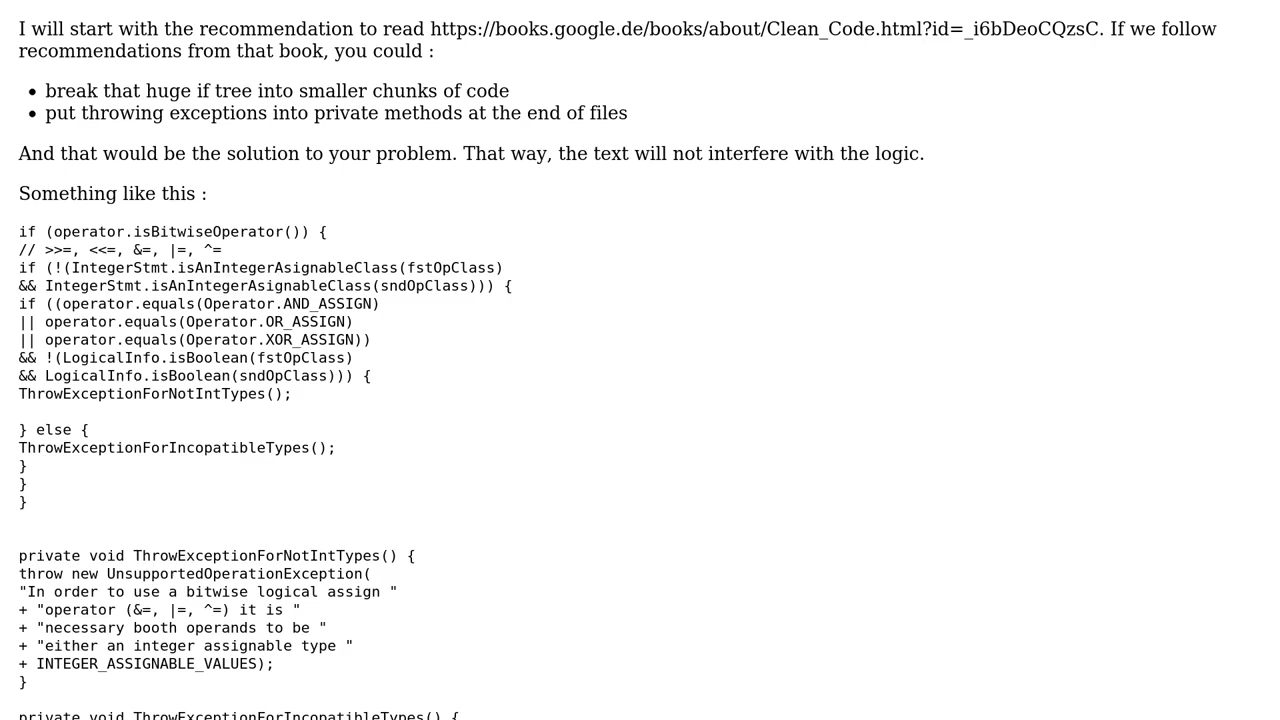 I will start with the recommendation to read https://books.google.de/books/about/Clean_Code.html?id=_i6bDeoCQzsC. If we follow
recommendations from that book, you could :
• break that huge if tree into smaller chunks of code
• put throwing exceptions into private methods at the end of files
And that would be the solution to your problem. That way, the text will not interfere with the logic.
Something like this :
if (operator.isBitwiseOperator()) {
// >>=, <<=, &=, |=, ^=
if (!(IntegerStmt.isAnIntegerAsignableClass(fstOpClass)
&& IntegerStmt.isAnIntegerAsignableClass(sndOpClass))) {
if ((operator.equals(Operator.AND_ASSIGN)
|| operator.equals(Operator.OR_ASSIGN)
|| operator.equals(Operator.XOR_ASSIGN))
&& !(LogicalInfo.isBoolean(fstOpClass)
&& LogicalInfo.isBoolean(sndOpClass))) {
ThrowExceptionForNotIntTypes();
} else {
ThrowExceptionForIncopatibleTypes();
}
}
}
private void ThrowExceptionForNotIntTypes() {
throw new UnsupportedOperationException(
"In order to use a bitwise logical assign "
+ "operator (&=, |=, ^=) it is "
+ "necessary booth operands to be "
+ "either an integer assignable type "
+ INTEGER_ASSIGNABLE_VALUES);
}
private void ThrowExceptionForIncopatibleTypes() {